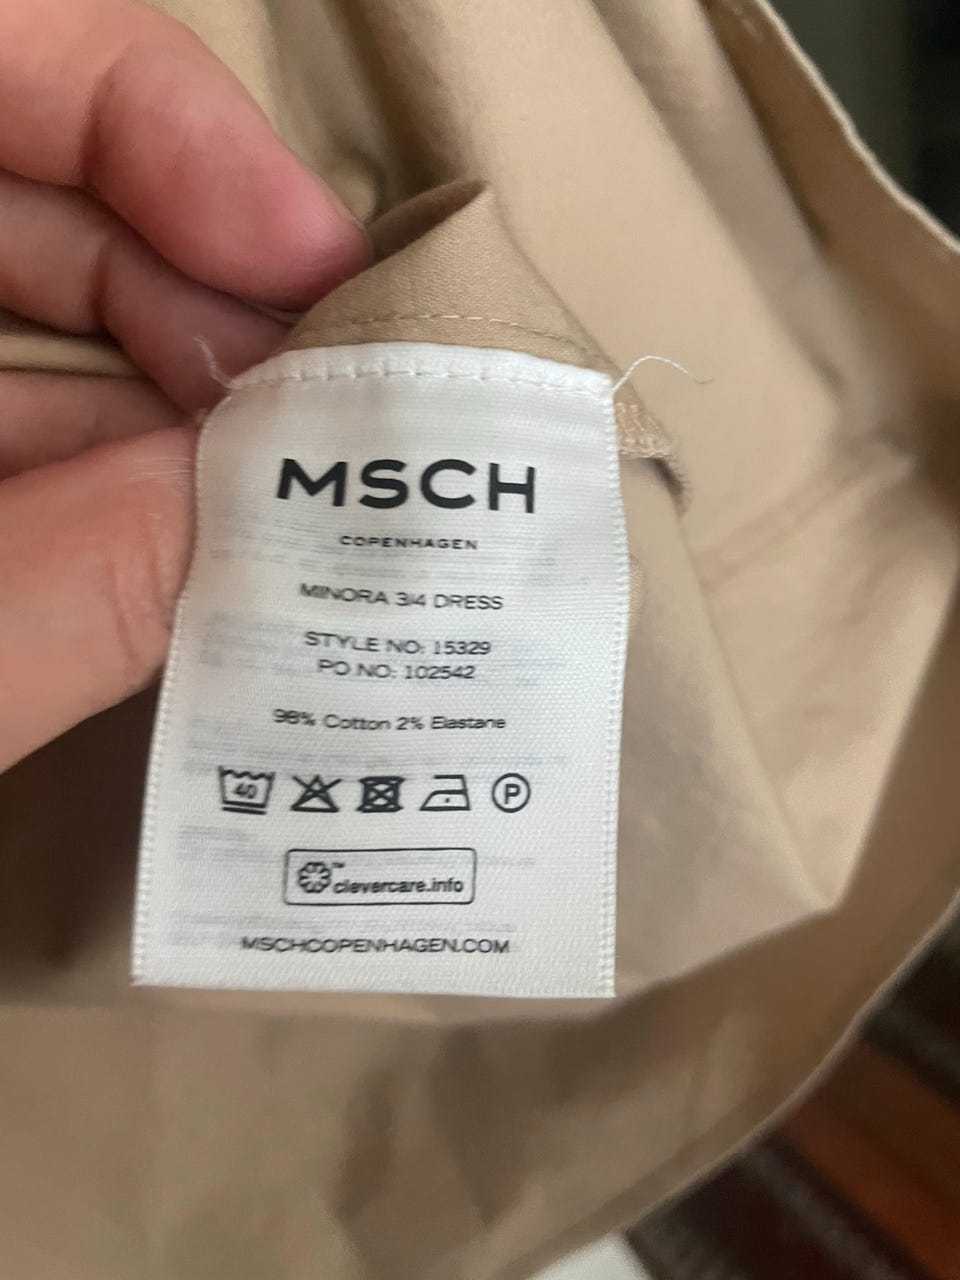 MSCH
COPENHAGEN
MINORA 3/4 DRESS
STYLE NO: 15329
PO NO: 102542
98% Cotton 2% Elastane
40 P
™ clevercare.info
MSCHCOPENHAGEN.COM